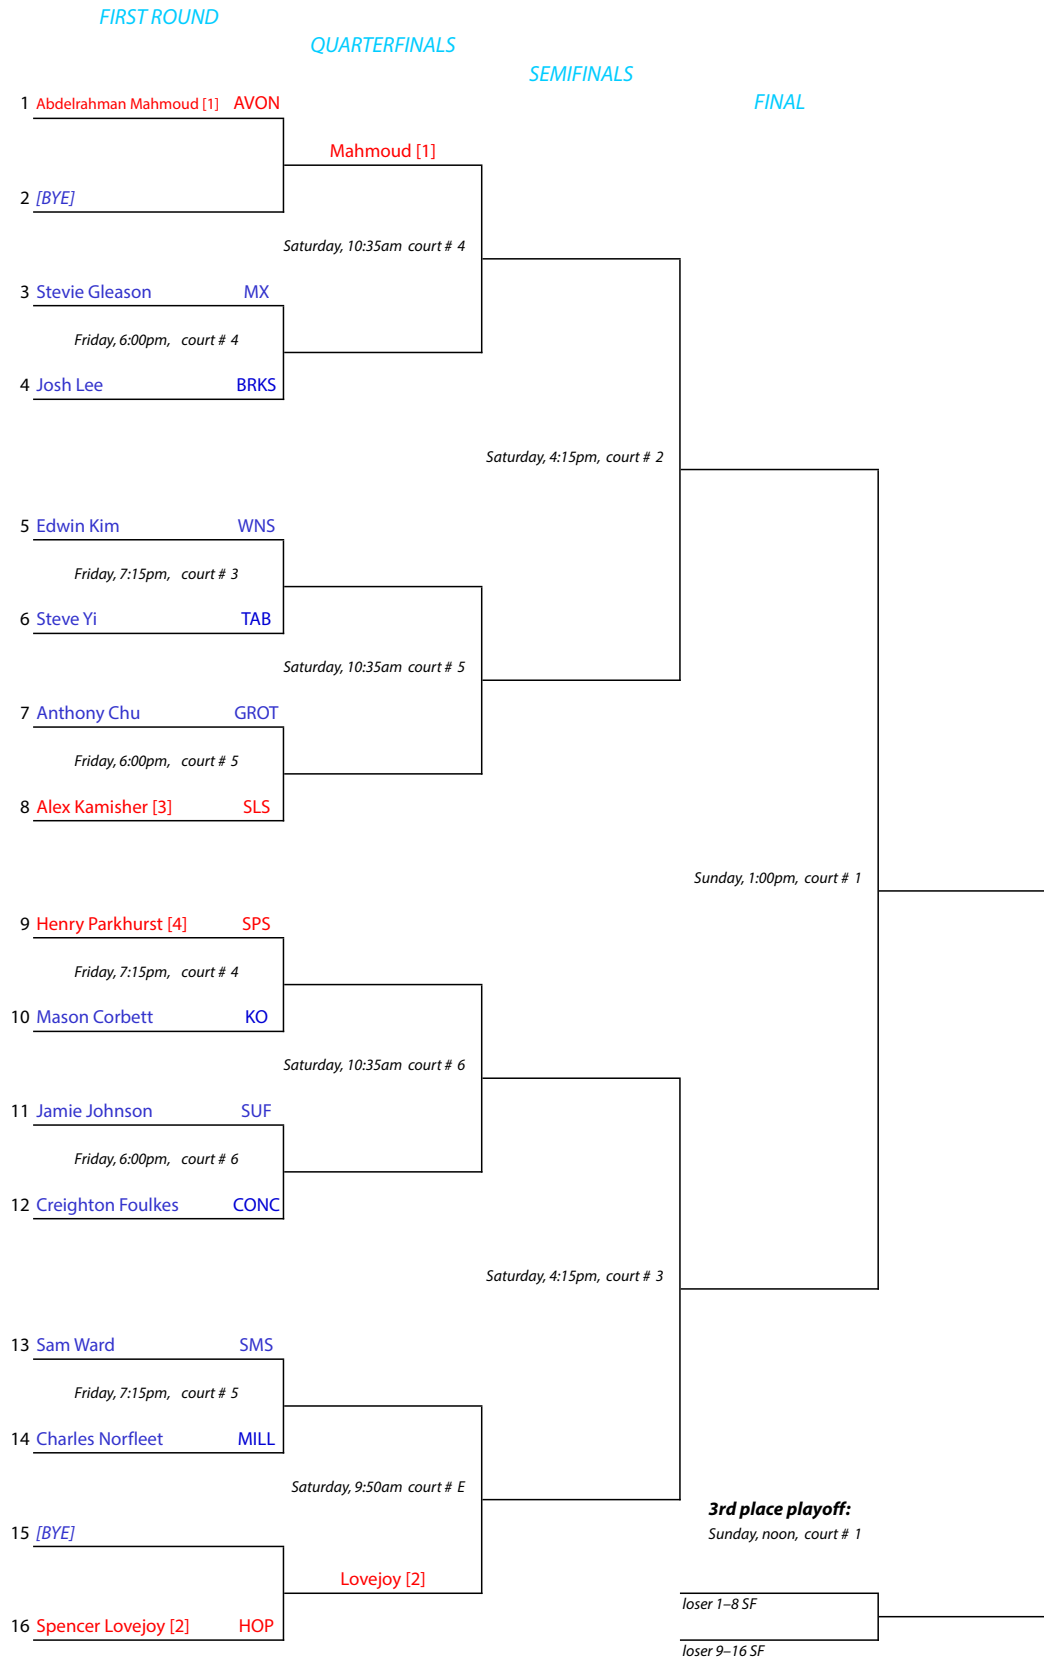 FIRST ROUND
QUARTERFINALS
SEMIFINALS
FINAL
1 Abdelrahman Mahmoud [1] AVON
Mahmoud [1]
2 [BYE]
Saturday, 10:35am court # 4
3 Stevie Gleason MX
Friday, 6:00pm, court # 4
4 Josh Lee BRKS
Saturday, 4:15pm, court # 2
5 Edwin Kim WNS
Friday, 7:15pm, court # 3
6 Steve Yi TAB
Saturday, 10:35am court # 5
7 Anthony Chu GROT
Friday, 6:00pm, court # 5
8 Alex Kamisher [3] SLS
Sunday, 1:00pm, court # 1
9 Henry Parkhurst [4] SPS
Friday, 7:15pm, court # 4
10 Mason Corbett KO
Saturday, 10:35am court # 6
11 Jamie Johnson SUF
Friday, 6:00pm, court # 6
12 Creighton Foulkes CONC
Saturday, 4:15pm, court # 3
13 Sam Ward SMS
Friday, 7:15pm, court # 5
14 Charles Norfleet MILL
Saturday, 9:50am court # E
3rd place playoff:
15 [BYE]
Sunday, noon, court # 1
Lovejoy [2]
loser 1–8 SF
16 Spencer Lovejoy [2] HOP
loser 9–16 SF